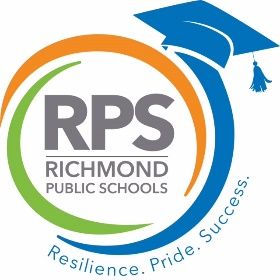 RPS
RICHMOND
PUBLIC SCHOOLS
Resilience. Pride. Success.